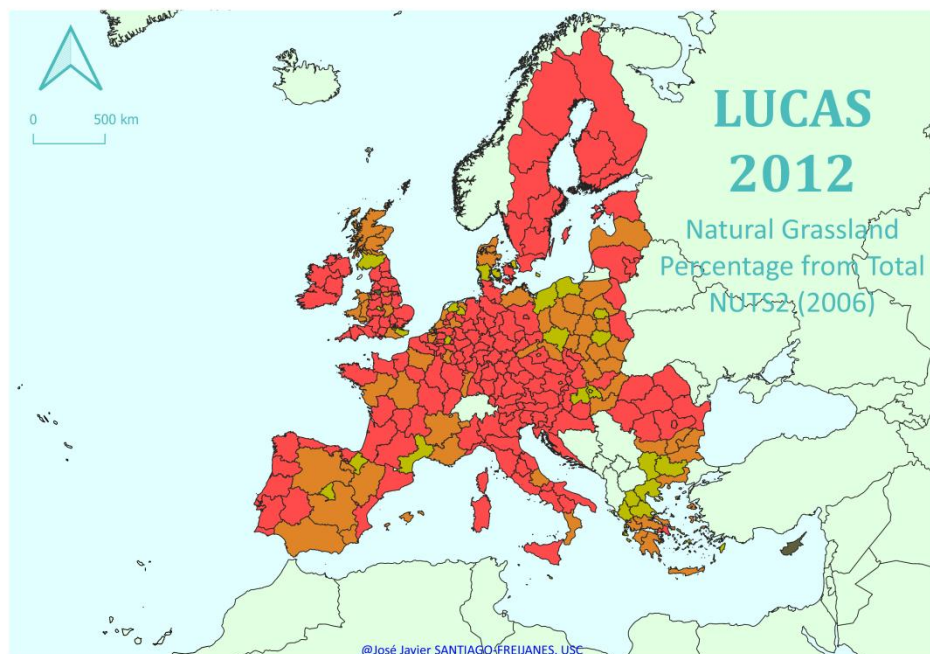 0 500 km
LUCAS
2012
Natural Grassland
Percentage from Total
NUTS2 (2006)
@José Javier SANTIAGO-FREIJANES. USC